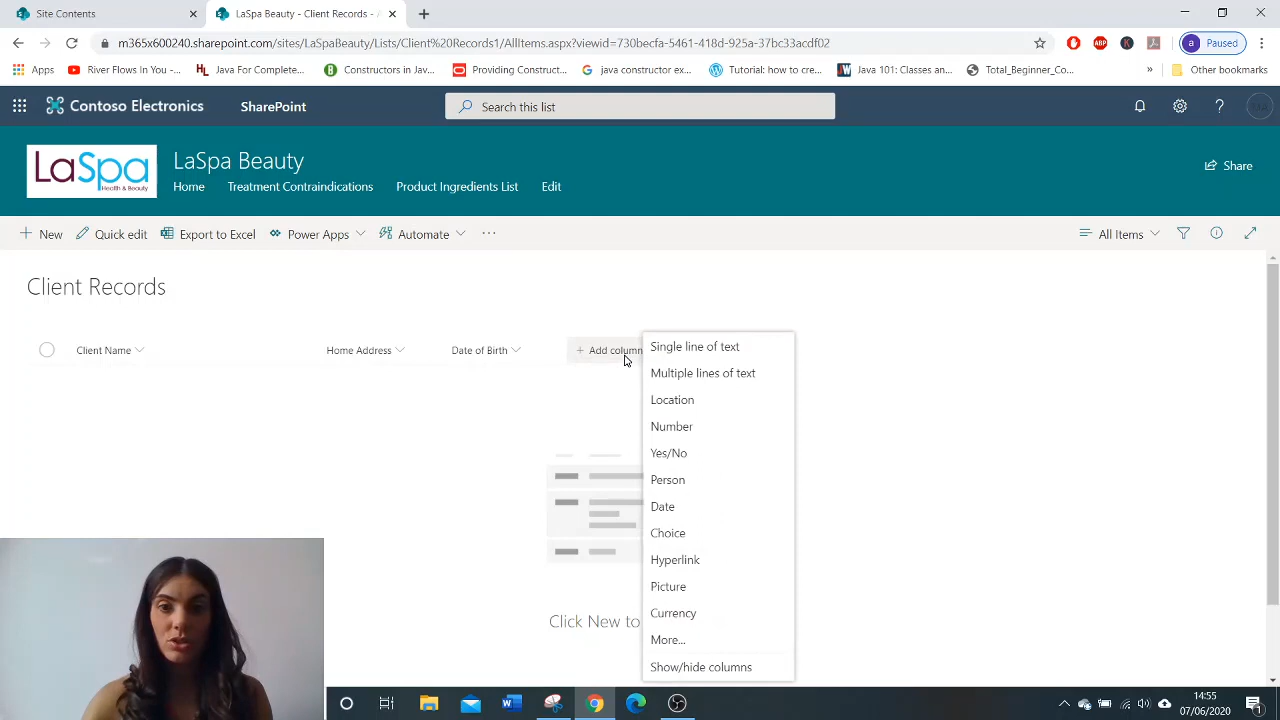 Site Contents
LaSpa Beauty - Client Records - A
m365x600240.sharepoint.com/sites/LaSpaBeauty/Lists/Client%20Records1/AllItems.aspx?viewid=730becfa-5461-418d-925a-37bc33acdf02
ABP
K
a
Paused
Apps
River Flows In You -...
Java For Complete...
Constructors in Jav...
Providing Construct...
java constructor ex...
Tutorial: how to cre...
Java 101: Classes an...
Total_Beginner_Co...
»
Other bookmarks
Contoso Electronics
SharePoint
Search this list
LaSpa
Health & Beauty
LaSpa Beauty
Share
Home
Treatment Contraindications
Product Ingredients List
Edit
New
Quick edit
Export to Excel
Power Apps
Automate
All Items
Client Records
Client Name
Home Address
Date of Birth
Add column
Single line of text
Multiple lines of text
Location
Number
Yes/No
Person
Date
Choice
Hyperlink
Picture
Currency
More...
Show/hide columns
Click New to
14:55
07/06/2020